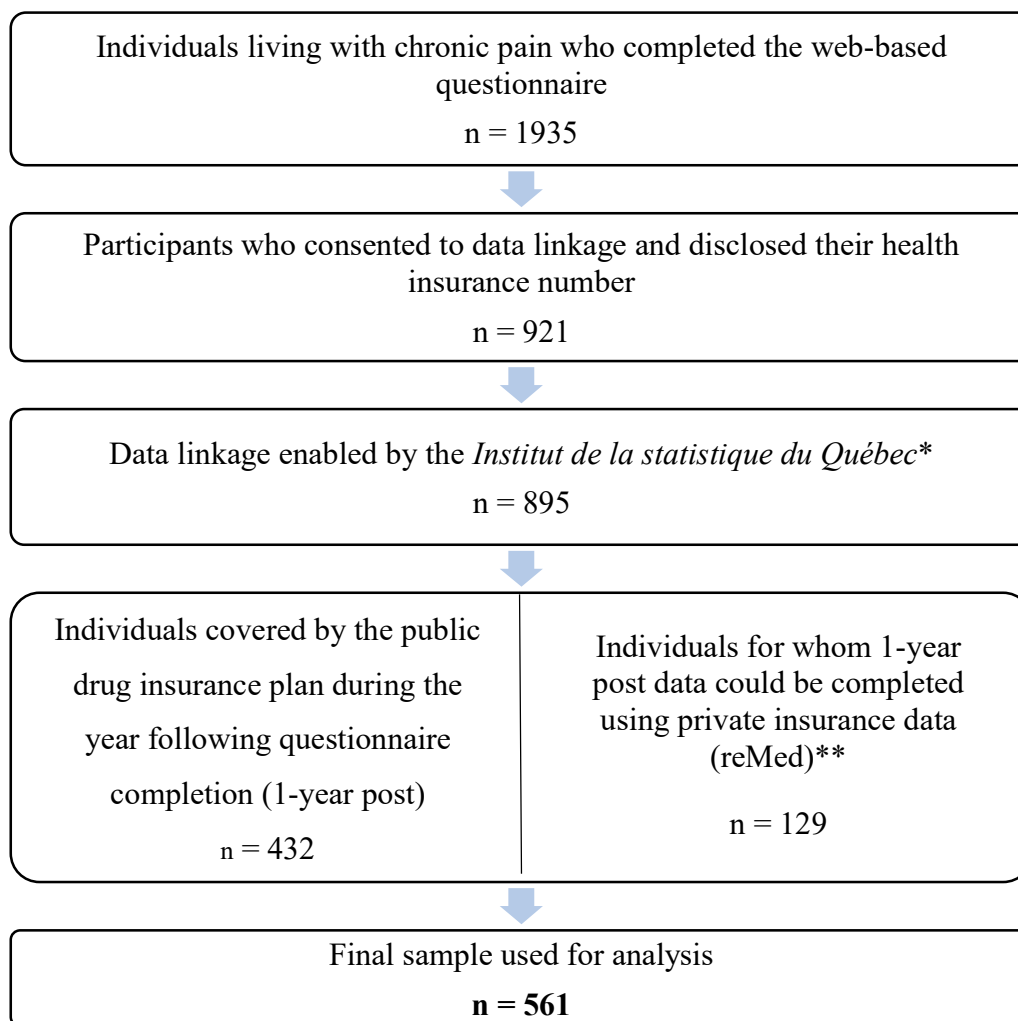 Individuals living with chronic pain who completed the web-based
questionnaire
n = 1935
Participants who consented to data linkage and disclosed their health
insurance number
n = 921
Data linkage enabled by the Institut de la statistique du Québec*
n = 895
Individuals covered by the public
drug insurance plan during the
year following questionnaire
completion (1-year post)
n = 432
Individuals for whom 1-year
post data could be completed
using private insurance data
(reMed)**
n = 129
Final sample used for analysis
n = 561